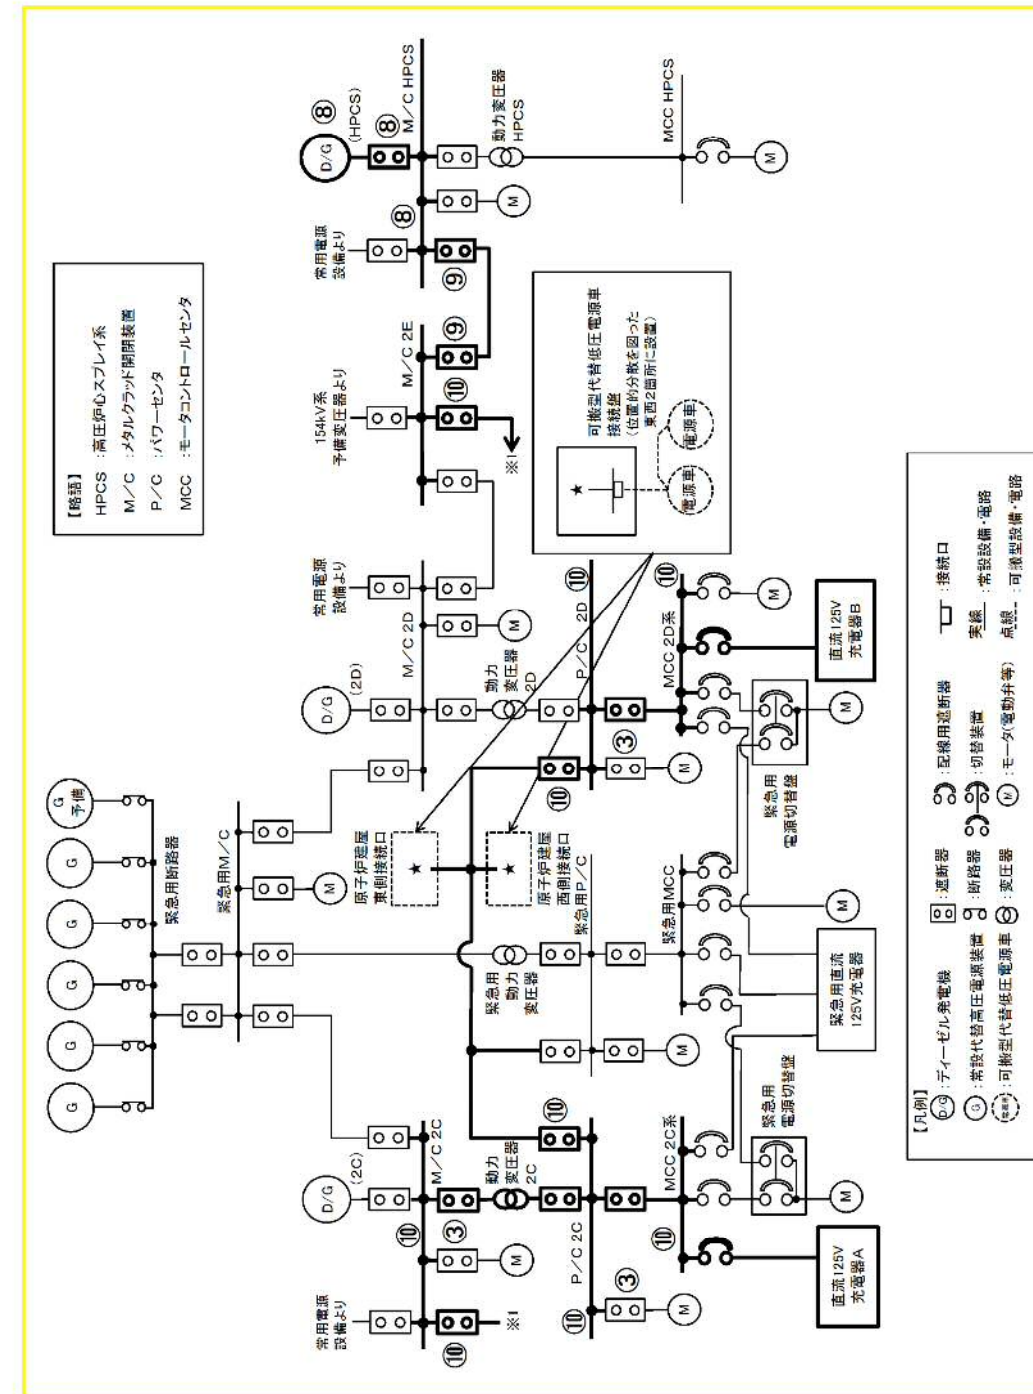 【略語】
HPCS :高圧炉心スプレイ系
M/C :メタルクラッド開閉装置
P/C :パワーセンタ
MCC :モータコントロールセンタ
G
G
G
G
G
G
予備
緊急用断路器
緊急用M/C
M
常用電源
設備より
D/G
(2C)
M/C 2C
⑩
⑩
※1
③
M
動力
変圧器
2C
⑩
P/C 2C
⑩
③
M
MCC 2C系
⑩
直流125V
充電器A
緊急用
電源切替盤
M
緊急用
動力
変圧器
緊急用P/C
M
緊急用MCC
M
緊急用直流
125V充電器
原子炉建屋
東側接続口
★
原子炉建屋
西側接続口
★
D/G
(2D)
常用電源
設備より
M/C 2D
M
動力
変圧器
2D
⑩
P/C 2D
⑩
③
M
MCC 2D系
⑩
M
緊急用
電源切替盤
M
直流125V
充電器B
154kV系
予備変圧器より
M/C 2E
⑩
⑨
※1
常用電源
設備より
⑧
⑨
D/G
⑧
(HPCS)
⑧
M/C HPCS
M
動力変圧器
HPCS
MCC HPCS
M
可搬型代替低圧電源車
接続盤
(位置的分散を図った
東西2箇所に設置)
★
電源車
電源車
【凡例】
D/G :ディーゼル発電機
G :常設代替高圧電源装置
:可搬型代替低圧電源車
:遮断器
:断路器
:変圧器
:配線用遮断器
:切替装置
M :モータ(電動弁等)
:接続口
実線 :常設設備・電路
点線 :可搬型設備・電路